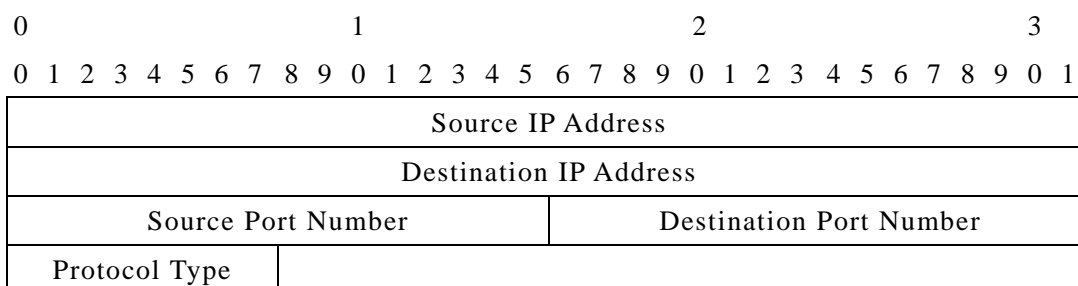 0 1 2 3
0 1 2 3 4 5 6 7 8 9 0 1 2 3 4 5 6 7 8 9 0 1 2 3 4 5 6 7 8 9 0 1
Source IP Address
Destination IP Address
Source Port Number Destination Port Number
Protocol Type